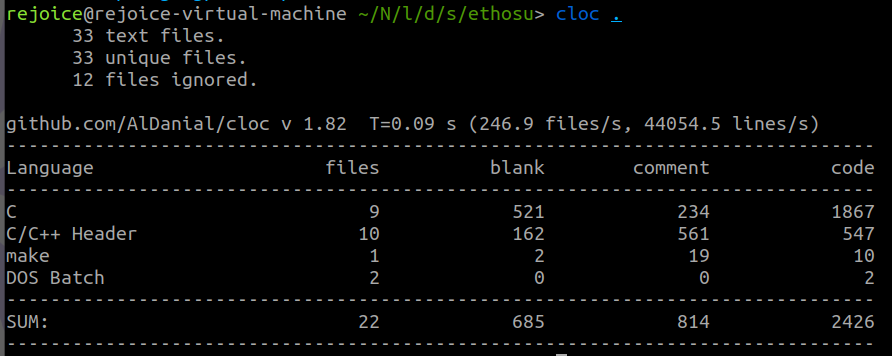 rejoice@rejoice-virtual-machine ~/N/l/d/s/ethosu> cloc .
      33 text files.
      33 unique files.
      12 files ignored.
github.com/AlDanial/cloc v 1.82  T=0.09 s (246.9 files/s, 44054.5 lines/s)
-------------------------------------------------------------------------------
Language                     files          blank        comment           code
-------------------------------------------------------------------------------
C                                9            521            234           1867
C/C++ Header                    10            162            561            547
make                             1              2             19             10
DOS Batch                        2              0              0              2
-------------------------------------------------------------------------------
SUM:                            22            685            814           2426
-------------------------------------------------------------------------------